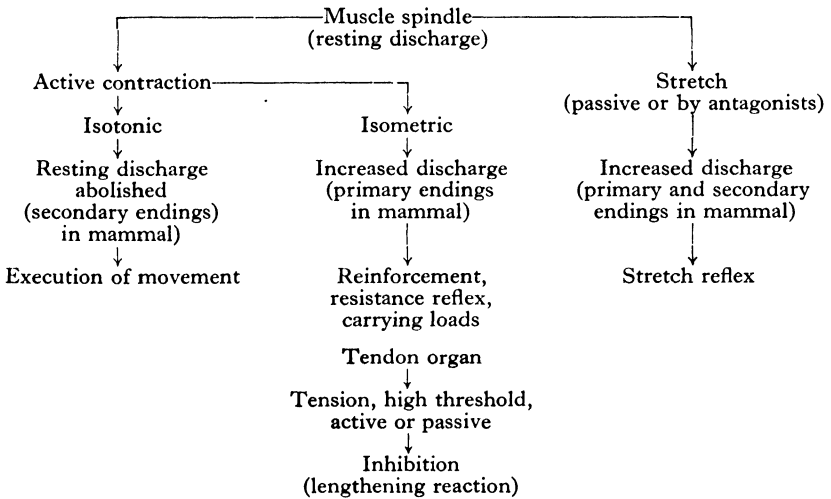 Muscle spindle
(resting discharge)
Active contraction
Isotonic
Resting discharge
abolished
(secondary endings)
in mammal)
Execution of movement
Isometric
Increased discharge
(primary endings
in mammal)
Reinforcement,
resistance reflex,
carrying loads
Stretch
(passive or by antagonists)
Increased discharge
(primary and secondary
endings in mammal)
Stretch reflex
Tendon organ
Tension, high threshold,
active or passive
Inhibition
(lengthening reaction)